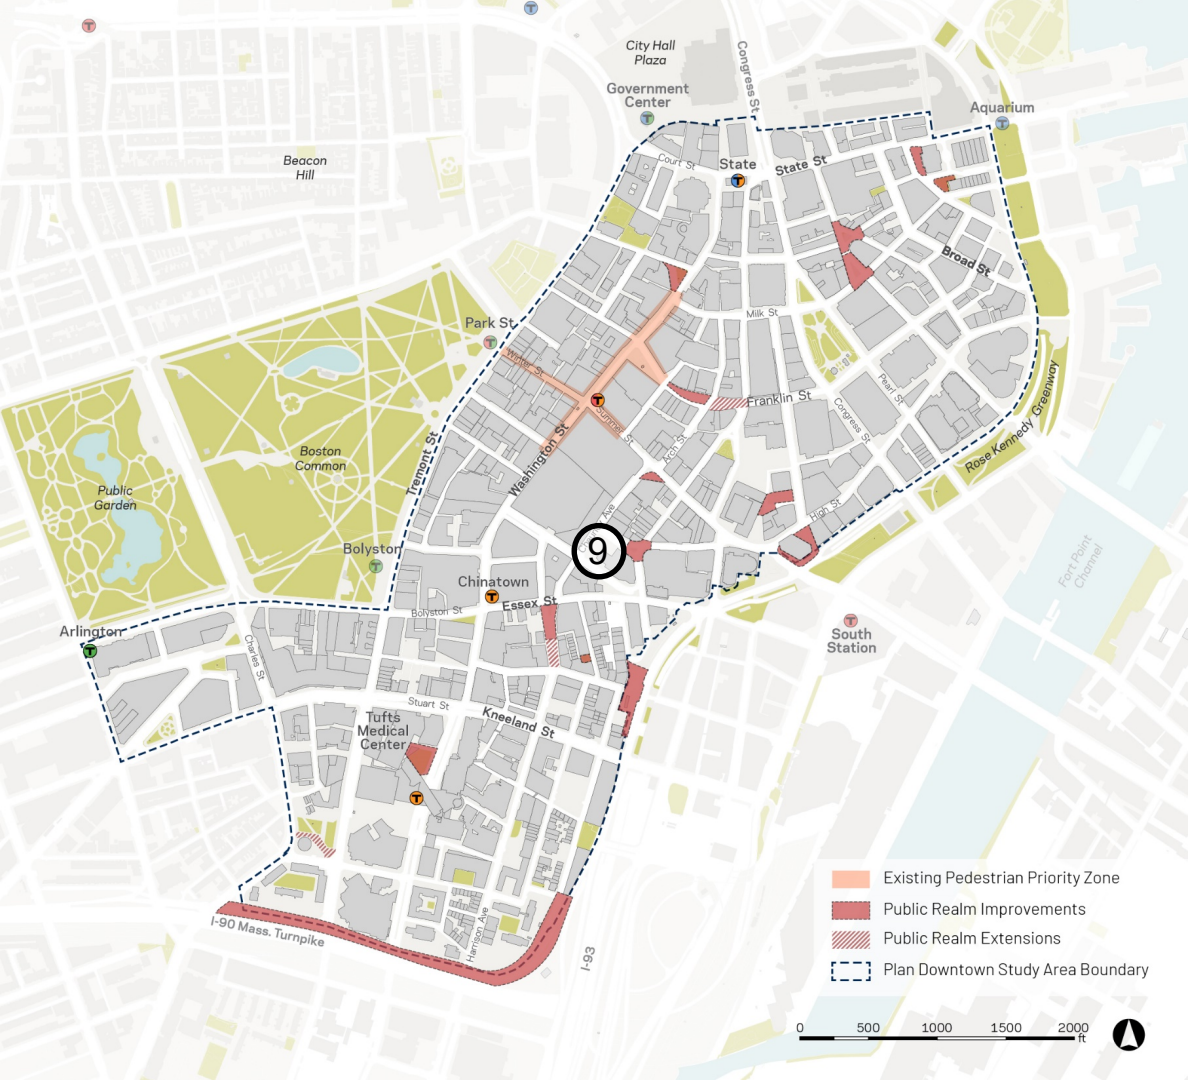 City Hall
Plaza
Congress St
Government
Center
Aquarium
Beacon
Hill
Court St
State
State St
Broad St
Park St
Milk St
Winter St
Summer St
Franklin St
Pearl St
Congress St
Arch St
Tremont St
Washington St
Boston
Common
Public
Garden
Rose Kennedy Greenway
High St
Ave
9
Bolyston
Chinatown
Essex St
Bolyston St
Fort Point
Channel
Arlington
Charles St
South
Station
Stuart St
Kneeland St
Tufts
Medical
Center
I-90 Mass. Turnpike
Harrison Ave
I-93
Existing Pedestrian Priority Zone
Public Realm Improvements
Public Realm Extensions
Plan Downtown Study Area Boundary
0 500 1000 1500 2000
ft
T
T
T
T
T
T
T
T
T
T
T